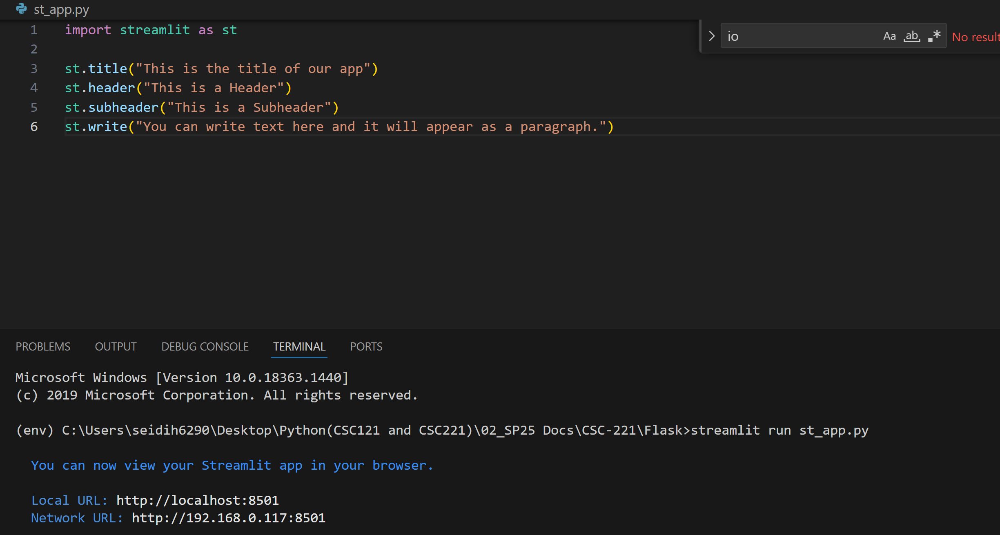 st_app.py
1 import streamlit as st
2
3 st.title("This is the title of our app")
4 st.header("This is a Header")
5 st.subheader("This is a Subheader")
6 st.write("You can write text here and it will appear as a paragraph.")
io Aa ab .* No result
PROBLEMS OUTPUT DEBUG CONSOLE TERMINAL PORTS
Microsoft Windows [Version 10.0.18363.1440]
(c) 2019 Microsoft Corporation. All rights reserved.
(env) C:\Users\seidih6290\Desktop\Python(CSC121 and CSC221)\02_SP25 Docs\CSC-221\Flask>streamlit run st_app.py
You can now view your Streamlit app in your browser.
Local URL: http://localhost:8501
Network URL: http://192.168.0.117:8501